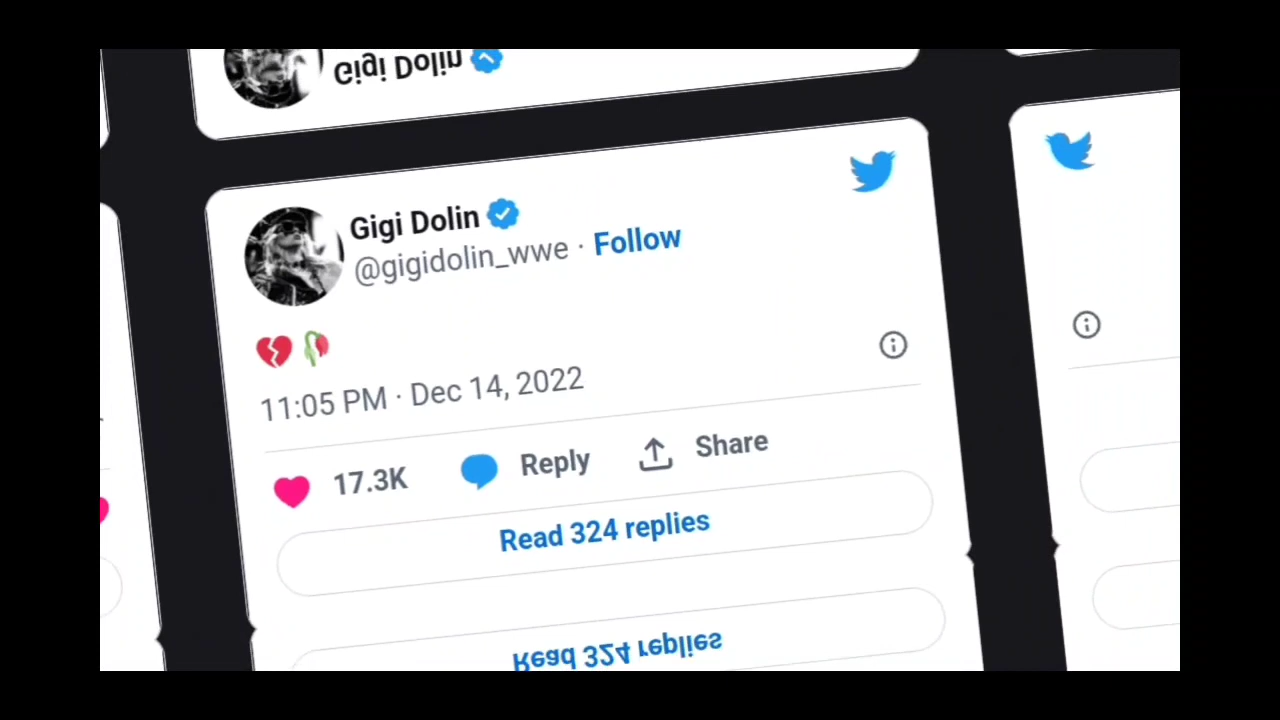 Gigi Dolin
Gigi Dolin
@gigidolin_wwe · Follow
💔🥀
11:05 PM · Dec 14, 2022
17.3K Reply Share
Read 324 replies
Read 324 replies